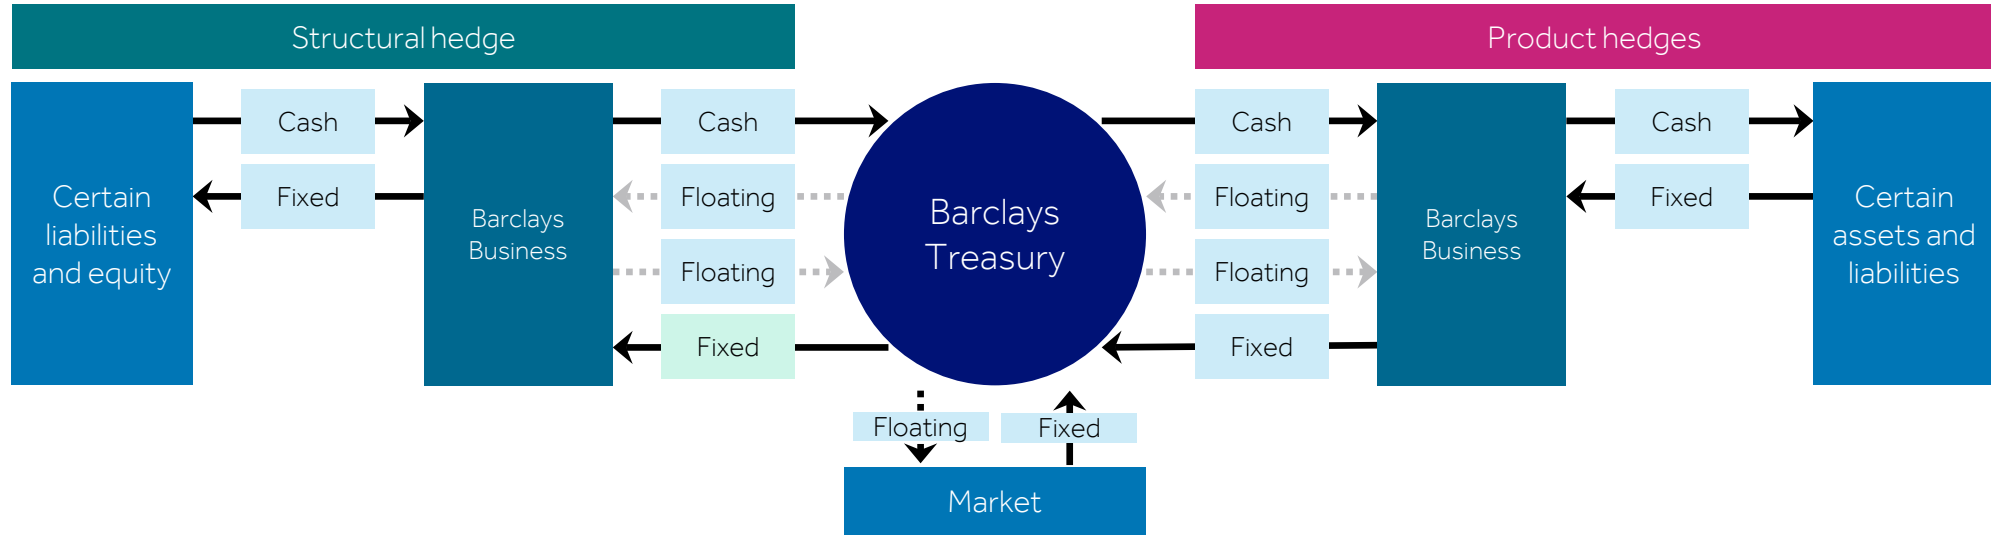 Structural hedge
Product hedges
Certain
liabilities
and equity
Cash
Fixed
Barclays
Business
Cash
Floating
Floating
Fixed
Barclays
Treasury
Cash
Floating
Floating
Fixed
Barclays
Business
Cash
Fixed
Certain
assets and
liabilities
Floating
Fixed
Market